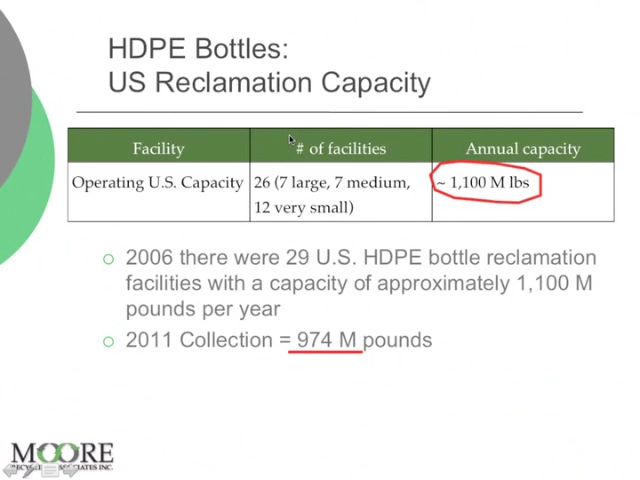 HDPE Bottles:
US Reclamation Capacity
Facility # of facilities Annual capacity
Operating U.S. Capacity 26 (7 large, 7 medium, ~ 1,100 M lbs
12 very small)
2006 there were 29 U.S. HDPE bottle reclamation
facilities with a capacity of approximately 1,100 M
pounds per year
2011 Collection = 974 M pounds
MOORE
ASSOCIATES INC.